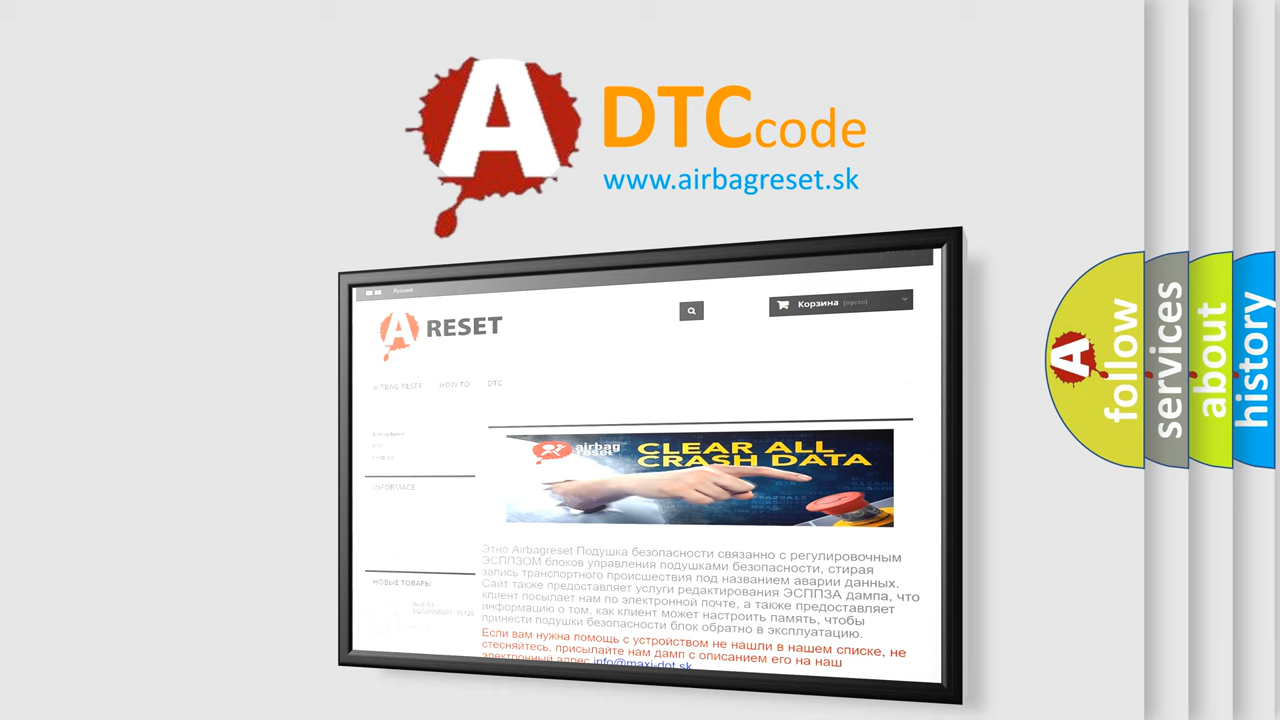 A DTCcode
www.airbagreset.sk
Русский
A RESET
Корзина (пусто)
AIRBAG RESET HOW TO DTC
INFORMACE
НОВЫЕ ТОВАРЫ
airbag
reset
CLEAR ALL
CRASH DATA
Этно Airbagreset Подушка безопасности связанно с регулировочным
ЭСППЗОМ блоков управления подушками безопасности, стирая
запись транспортного происшествия под названием аварии данных.
Сайт также предоставляет услуги редактирования ЭСППЗА дампа, что
клиент посылает нам по электронной почте, а также предоставляет
информацию о том, как клиент может настроить память, чтобы
принести подушки безопасности блок обратно в эксплуатацию.
Если вам нужна помощь с устройством не нашли в нашем списке, не
стесняйтесь, присылайте нам дамп с описанием его на наш
электронный адрес info@maxi-dot.sk
A follow
services
about
history